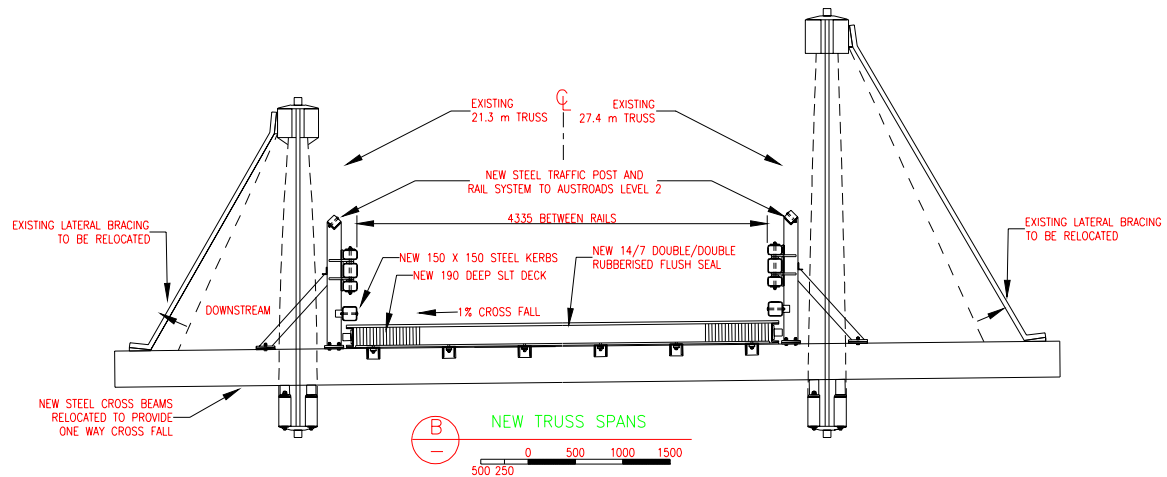 EXISTING
21.3 m TRUSS
CL
EXISTING
27.4 m TRUSS
NEW STEEL TRAFFIC POST AND
RAIL SYSTEM TO AUSTROADS LEVEL 2
4335 BETWEEN RAILS
EXISTING LATERAL BRACING
TO BE RELOCATED
EXISTING LATERAL BRACING
TO BE RELOCATED
NEW 150 X 150 STEEL KERBS
NEW 190 DEEP SLT DECK
NEW 14/7 DOUBLE/DOUBLE
RUBBERISED FLUSH SEAL
DOWNSTREAM
1% CROSS FALL
NEW STEEL CROSS BEAMS
RELOCATED TO PROVIDE
ONE WAY CROSS FALL
B
–
NEW TRUSS SPANS
500 250 0 500 1000 1500